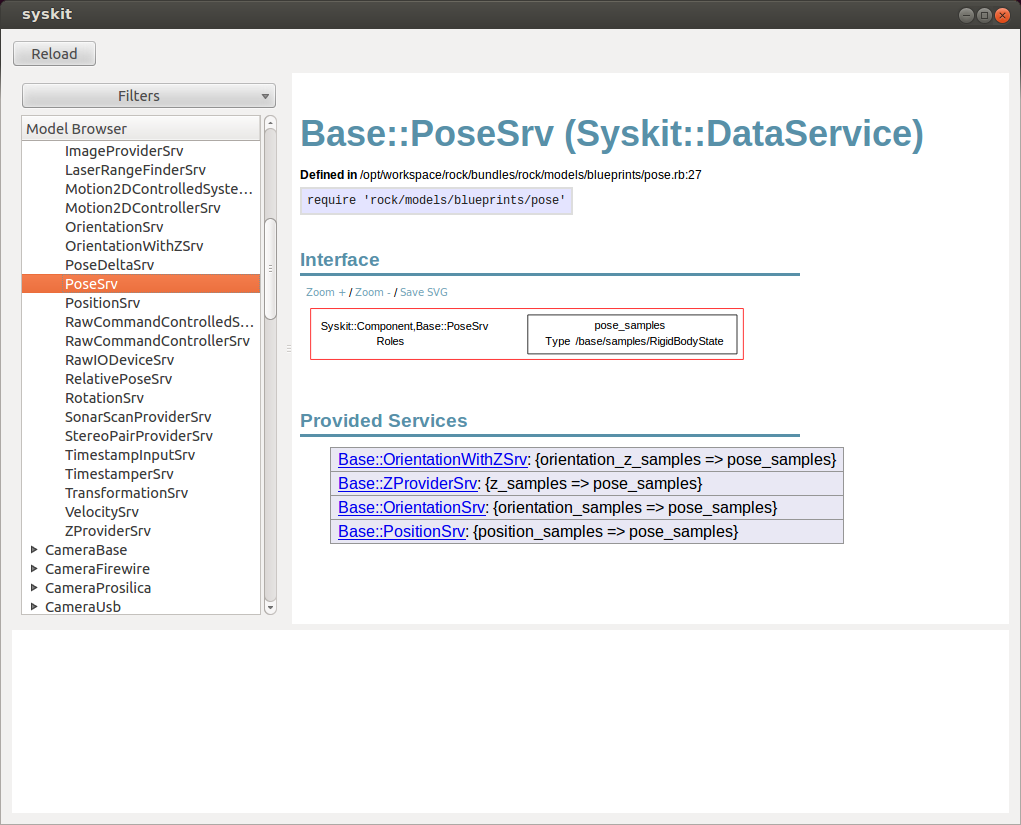 syskit
Reload
Filters
Model Browser
ImageProviderSrv
LaserRangeFinderSrv
Motion2DControlledSyste...
Motion2DControllerSrv
OrientationSrv
OrientationWithZSrv
PoseDeltaSrv
PoseSrv
PositionSrv
RawCommandControlledS...
RawCommandControllerSrv
RawIODeviceSrv
RelativePoseSrv
RotationSrv
SonarScanProviderSrv
StereoPairProviderSrv
TimestampInputSrv
TimestamperSrv
TransformationSrv
VelocitySrv
ZProviderSrv
CameraBase
CameraFirewire
CameraProsilica
CameraUsb
Base::PoseSrv (Syskit::DataService)
Defined in /opt/workspace/rock/bundles/rock/models/blueprints/pose.rb:27
require 'rock/models/blueprints/pose'
Interface
Zoom + / Zoom - / Save SVG
Syskit::Component,Base::PoseSrv
Roles
pose_samples
Type /base/samples/RigidBodyState
Provided Services
Base::OrientationWithZSrv: {orientation_z_samples => pose_samples}
Base::ZProviderSrv: {z_samples => pose_samples}
Base::OrientationSrv: {orientation_samples => pose_samples}
Base::PositionSrv: {position_samples => pose_samples}